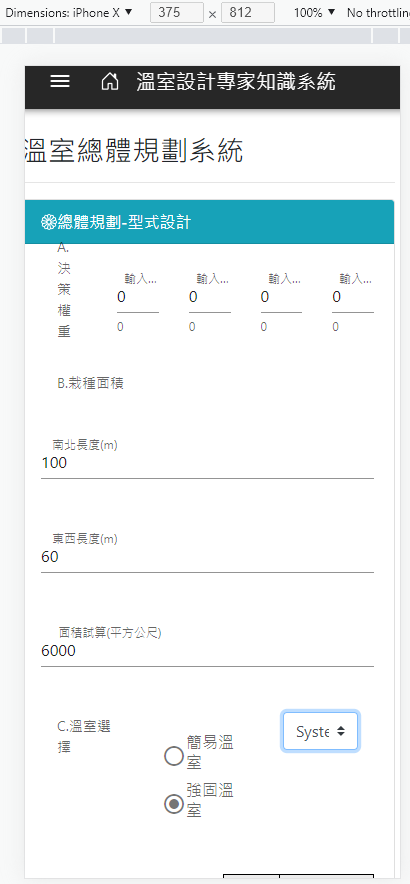 Dimensions: iPhone X ▼ 375 × 812 100% ▼ No throttlin
溫室設計專家知識系統
溫室總體規劃系統
總體規劃-型式設計
A.
決
策
權
重
輸入... 輸入... 輸入... 輸入...
0 0 0 0
0 0 0 0
B.栽種面積
南北長度(m)
100
東西長度(m)
60
面積試算(平方公尺)
6000
C.溫室選
擇
簡易溫
室
強固溫
室
Syste